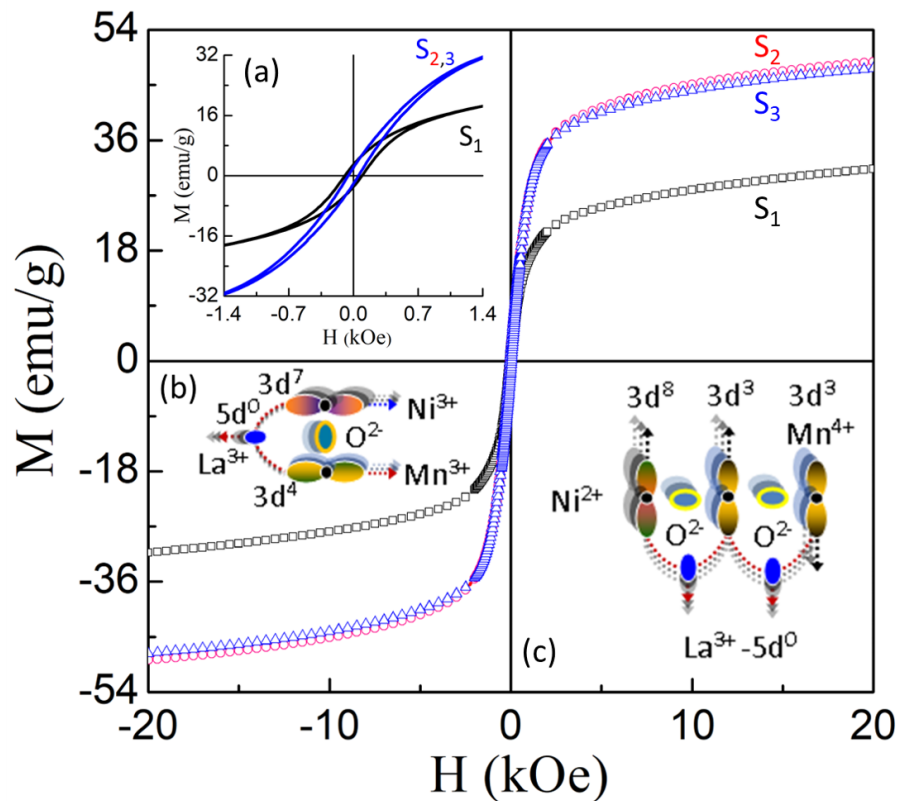 54
36
18
0
-18
-36
-54
M (emu/g)
-20
-10
0
10
20
H (kOe)
S₂
S₃
S₁
(a)
S₂,₃
S₁
32
16
0
-16
-32
M (emu/g)
-1.4
-0.7
0.0
0.7
1.4
H (kOe)
(b)
3d⁷
5d⁰
Ni³⁺
O²⁻
La³⁺
Mn³⁺
3d⁴
3d⁸
3d³
3d³
Mn⁴⁺
Ni²⁺
O²⁻
O²⁻
La³⁺ -5d⁰
(c)